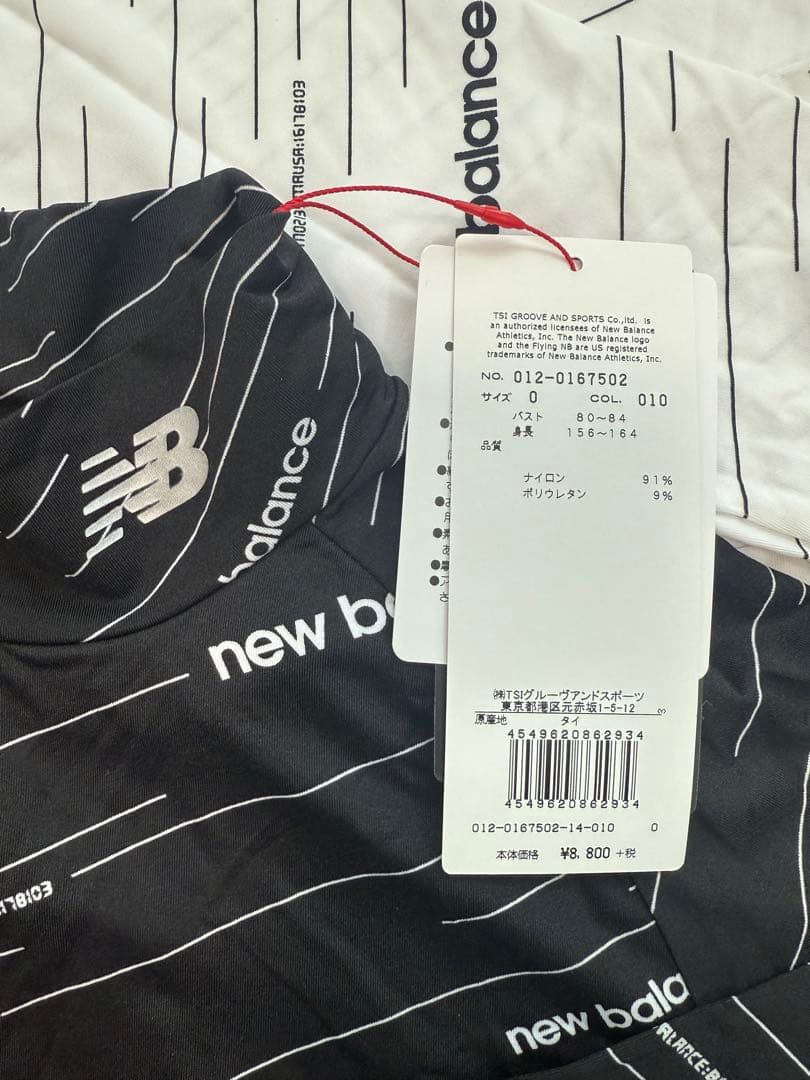 balance
NB
balance
new ba
TSI GROOVE AND SPORTS Co.,ltd. is
an authorized licensees of New Balance
Athletics, Inc. The New Balance logo
and the Flying NB are US registered
trademarks of New Balance Athletics, Inc.
NO. 012-0167502
サイズ 0 COL. 010
バスト 80〜84
身長 156〜164
品質
ナイロン 91%
ポリウレタン 9%
㈱TSIグルーヴアンドスポーツ
東京都港区元赤坂1-5-12
原産地 タイ
4549620862934
4549620862934
012-0167502-14-010 0
本体価格 ¥8,800 +税
new bala